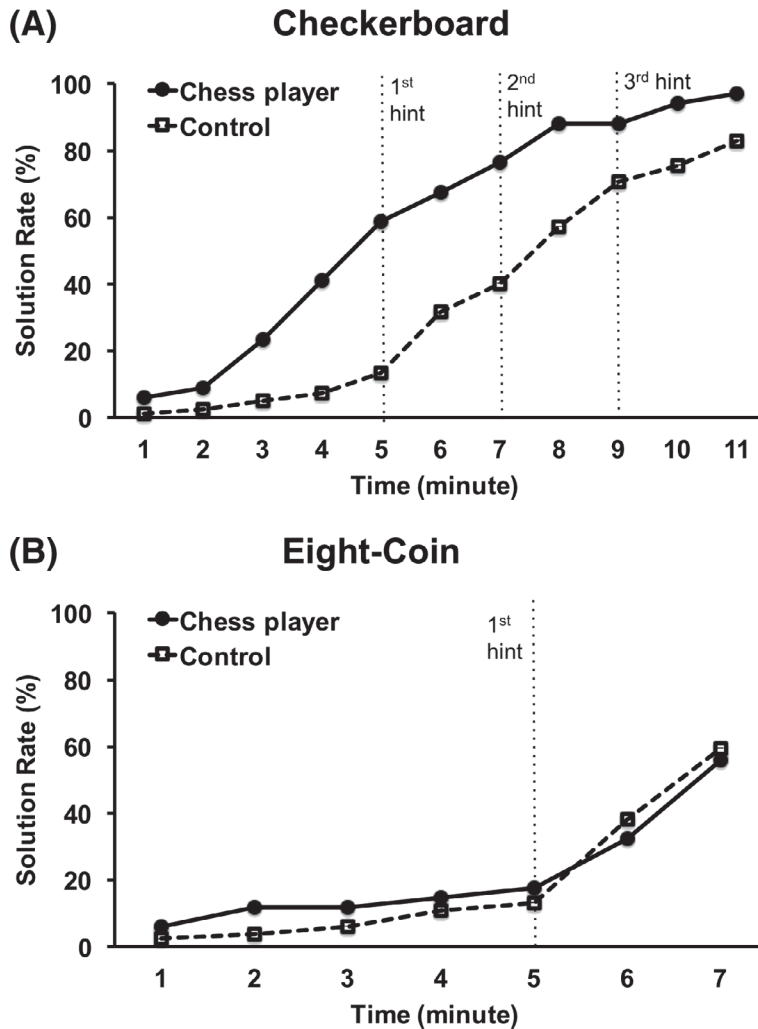 (A) Checkerboard
100
80
60
40
20
0
Solution Rate (%)
Chess player
Control
1st hint
2nd hint
3rd hint
1 2 3 4 5 6 7 8 9 10 11
Time (minute)
(B) Eight-Coin
100
80
60
40
20
0
Solution Rate (%)
Chess player
Control
1st hint
1 2 3 4 5 6 7
Time (minute)